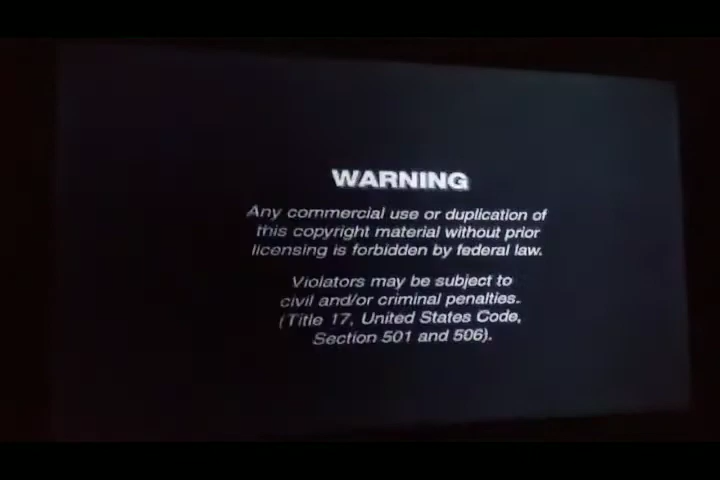 WARNING
Any commercial use or duplication of
this copyright material without prior
licensing is forbidden by federal law.
Violators may be subject to
civil and/or criminal penalties.
(Title 17, United States Code,
Section 501 and 506).